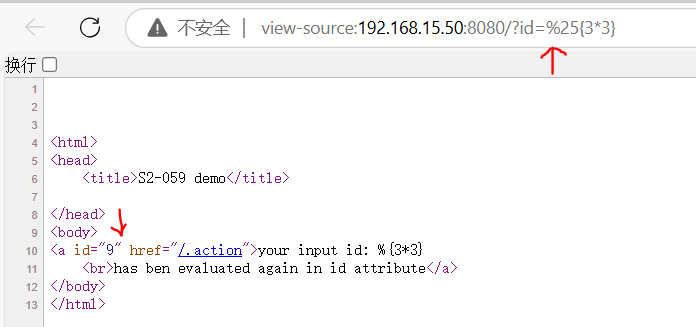 不安全 | view-source:192.168.15.50:8080/?id=%25{3*3}
换行
1
2
3
4 <html>
5 <head>
6 <title>S2-059 demo</title>
7
8 </head>
9 <body>
10 <a id="9" href="/.action">your input id: %{3*3}
11 <br>has ben evaluated again in id attribute</a>
12 </body>
13 </html>